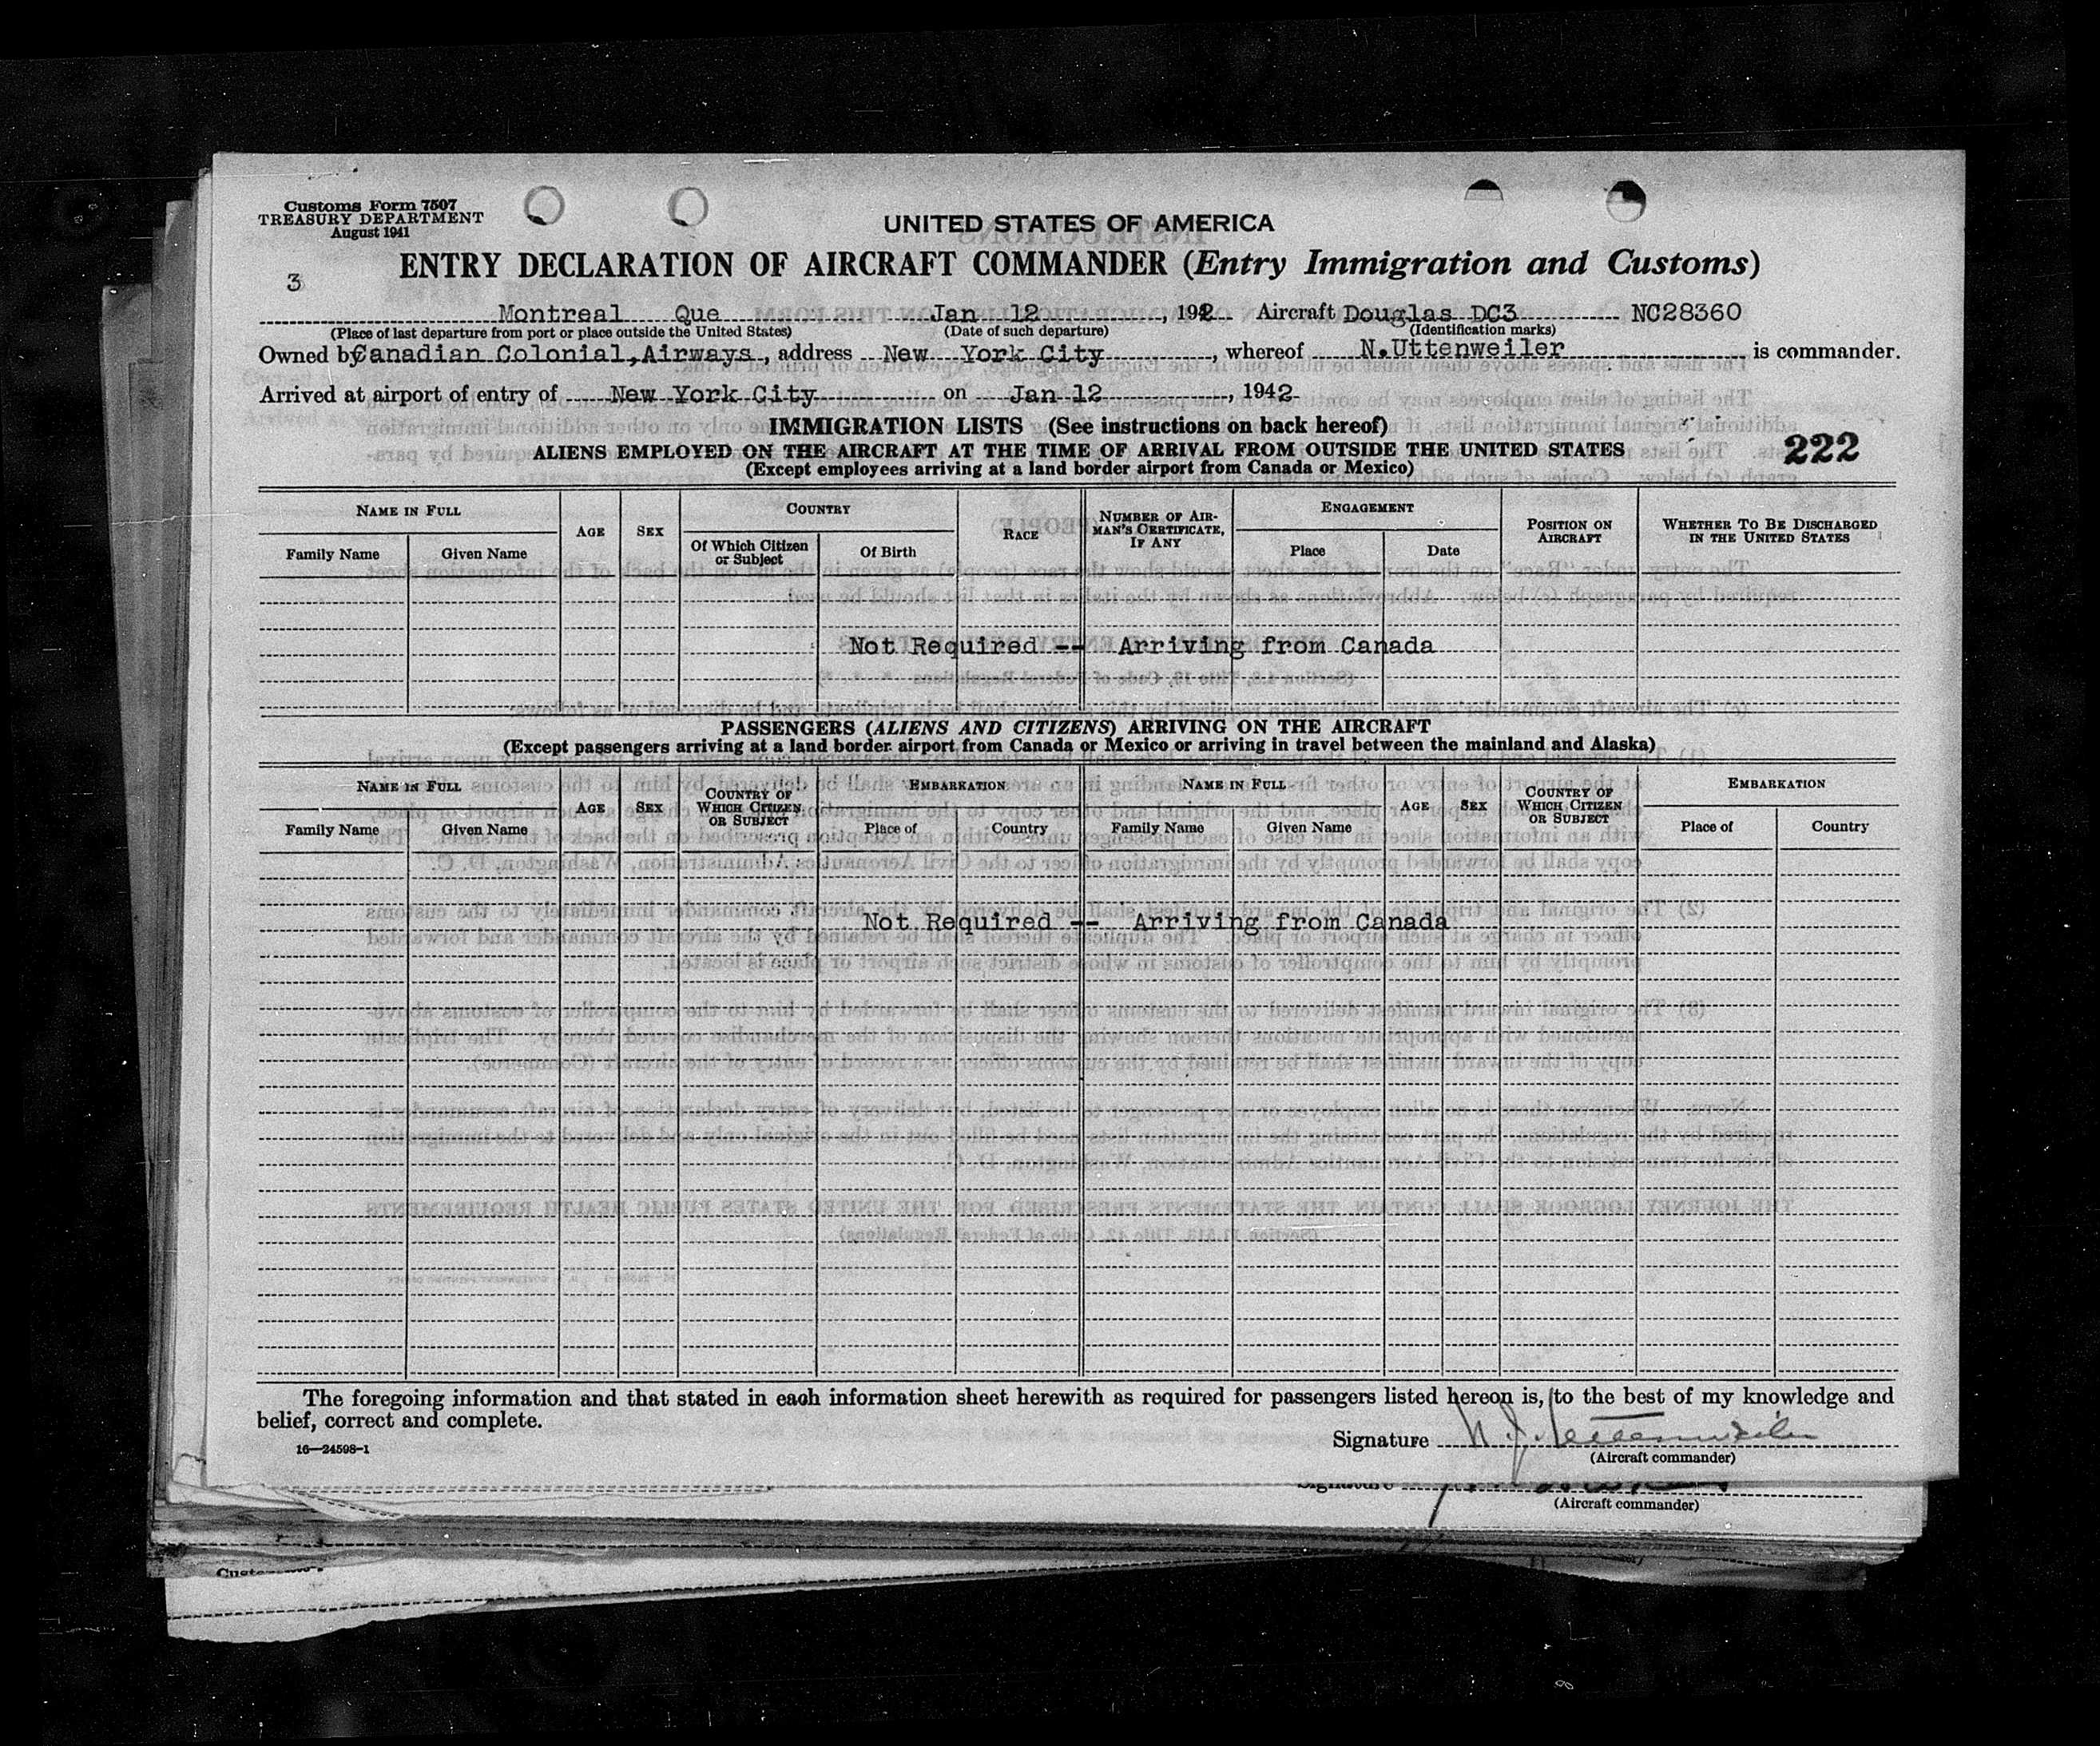 Customs Form 7507
TREASURY DEPARTMENT
August 1941
3
UNITED STATES OF AMERICA
ENTRY DECLARATION OF AIRCRAFT COMMANDER (Entry Immigration and Customs)
Montreal Que Jan 12, 192 Aircraft Douglas DC3 NC28360
(Place of last departure from port or place outside the United States) (Date of such departure) (Identification marks)
Owned by Canadian Colonial, Airways, address New York City, whereof N.Uttenweiler is commander.
Arrived at airport of entry of New York City on Jan 12, 1942
IMMIGRATION LISTS (See instructions on back hereof)
222
ALIENS EMPLOYED ON THE AIRCRAFT AT THE TIME OF ARRIVAL FROM OUTSIDE THE UNITED STATES
(Except employees arriving at a land border airport from Canada or Mexico)
NAME IN FULL AGE SEX COUNTRY RACE NUMBER OF AIRMAN'S CERTIFICATE, IF ANY ENGAGEMENT POSITION ON AIRCRAFT WHETHER TO BE DISCHARGED IN THE UNITED STATES
Family Name Given Name Of Which Citizen or Subject Of Birth Place Date
Not Required -- Arriving from Canada
PASSENGERS (ALIENS AND CITIZENS) ARRIVING ON THE AIRCRAFT
(Except passengers arriving at a land border airport from Canada or Mexico or arriving in travel between the mainland and Alaska)
NAME IN FULL AGE SEX COUNTRY OF WHICH CITIZEN OR SUBJECT EMBARKATION NAME IN FULL AGE SEX COUNTRY OF WHICH CITIZEN OR SUBJECT EMBARKATION
Family Name Given Name Place of Country Family Name Given Name Place of Country
Not Required -- Arriving from Canada
The foregoing information and that stated in each information sheet herewith as required for passengers listed hereon is, to the best of my knowledge and
belief, correct and complete.
16—24598-1
Signature N. J. Uttenweiler
(Aircraft commander)
Signature
(Aircraft commander)